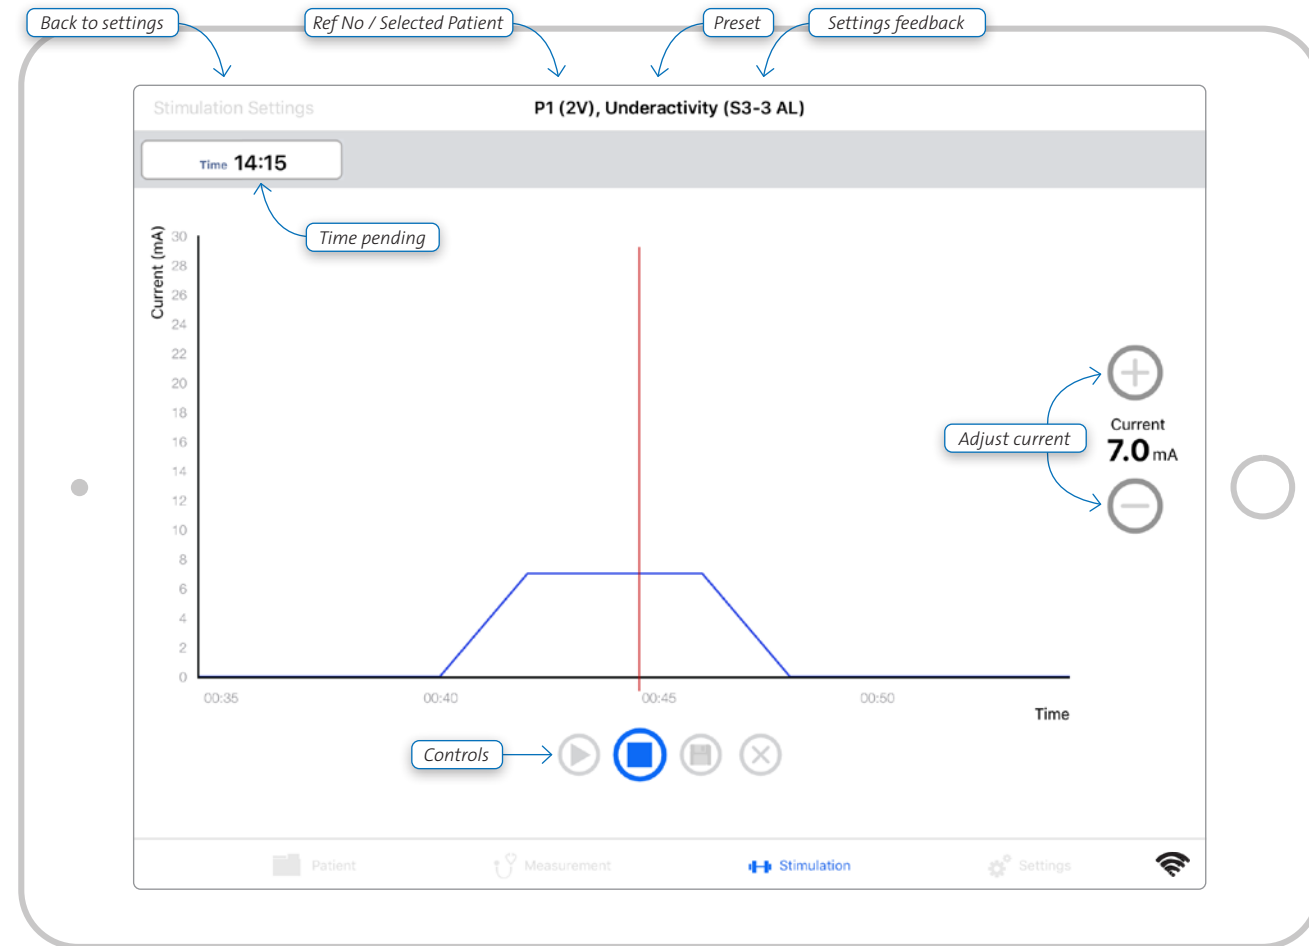 Back to settings
Ref No / Selected Patient
Preset
Settings feedback
Stimulation Settings
P1 (2V), Underactivity (S3-3 AL)
Time 14:15
Time pending
Current (mA)
30
28
26
24
22
20
18
16
14
12
10
8
6
4
2
0
Adjust current
Current
7.0 mA
00:35
00:40
00:45
00:50
Time
Controls
Patient
Measurement
Stimulation
Settings